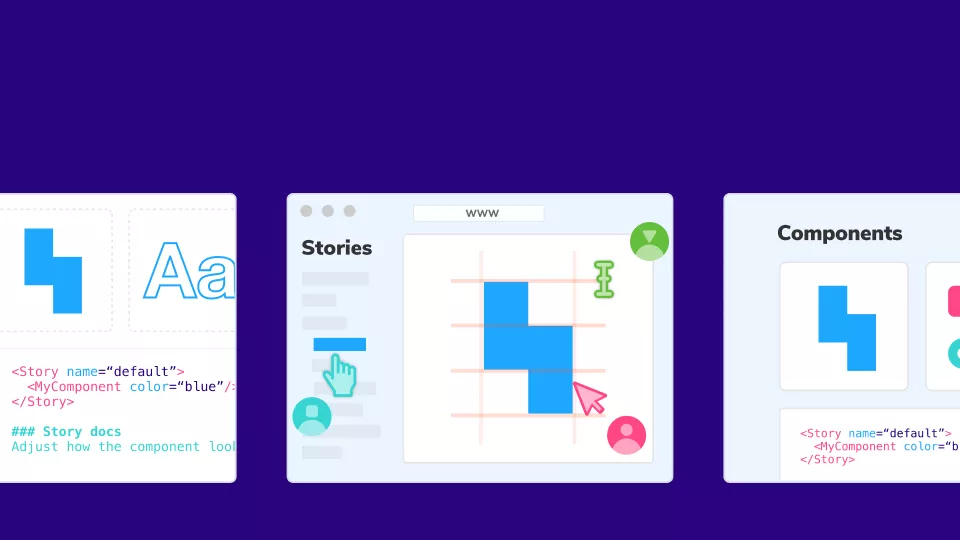 Aa
<Story name=“default”>
<MyComponent color=“blue”/>
</Story>
### Story docs
Adjust how the component
www
Stories
Components
<Story name=“default”>
<MyComponent color=
</Story>